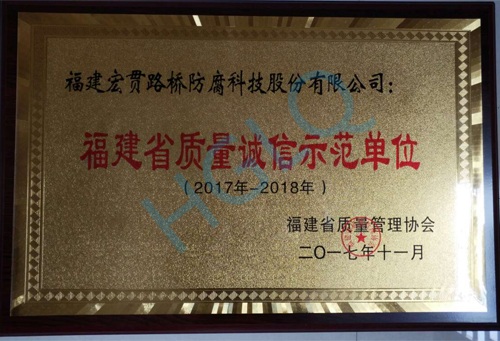 福建宏贯路桥防腐科技股份有限公司：
福建省质量诚信示范单位
（2017年-2018年）
福建省质量管理协会
二〇一七年十一月
HGLQ